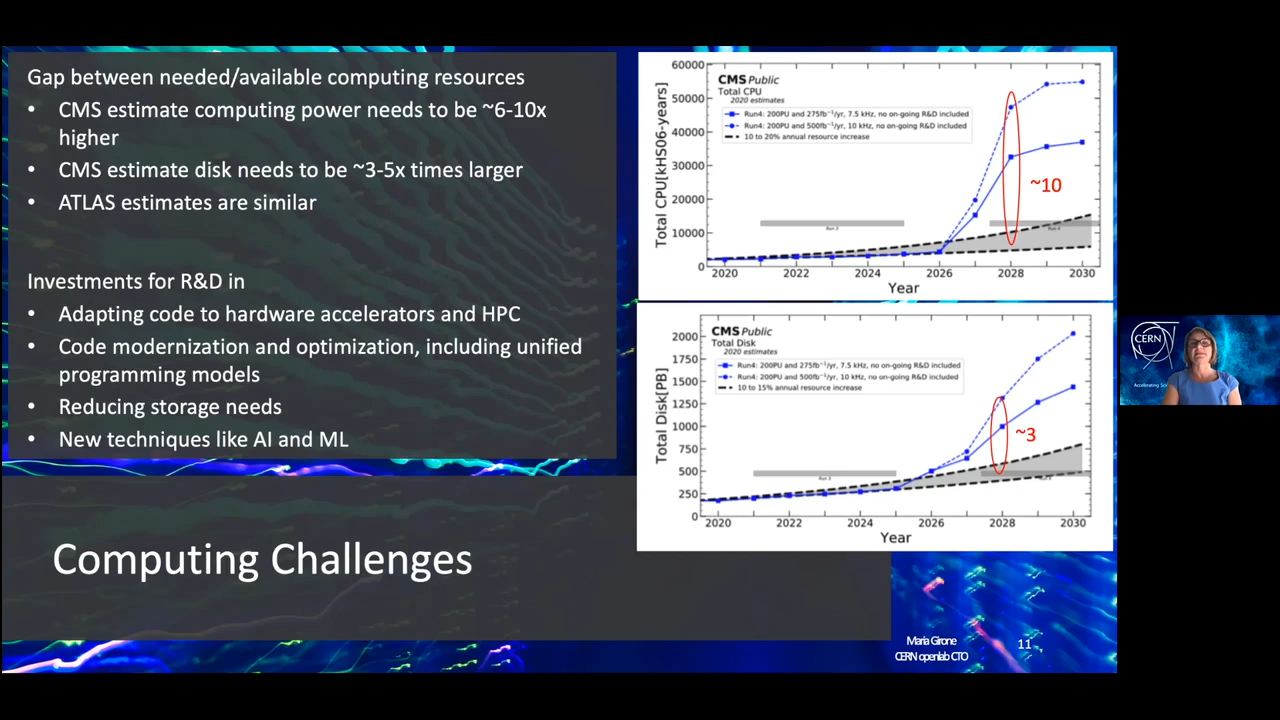 Gap between needed/available computing resources
• CMS estimate computing power needs to be ~6-10x
higher
• CMS estimate disk needs to be ~3-5x times larger
• ATLAS estimates are similar
Investments for R&D in
• Adapting code to hardware accelerators and HPC
• Code modernization and optimization, including unified
programming models
• Reducing storage needs
• New techniques like AI and ML
Computing Challenges
CMS Public
Total CPU
2020 estimates
Run4: 200PU and 275fb⁻¹/yr, 7.5 kHz, no on-going R&D included
Run4: 200PU and 500fb⁻¹/yr, 10 kHz, no on-going R&D included
10 to 20% annual resource increase
Total CPU[kHS06-years]
60000
50000
40000
30000
20000
10000
0
~10
Run 3
Run 4
2020 2022 2024 2026 2028 2030
Year
CMS Public
Total Disk
2020 estimates
Run4: 200PU and 275fb⁻¹/yr, 7.5 kHz, no on-going R&D included
Run4: 200PU and 500fb⁻¹/yr, 10 kHz, no on-going R&D included
10 to 15% annual resource increase
Total Disk[PB]
2000
1750
1500
1250
1000
750
500
250
0
~3
Run 3
2020 2022 2024 2026 2028 2030
Year
Maria Girone
CERN openlab CTO
11
CERN
Accelerating